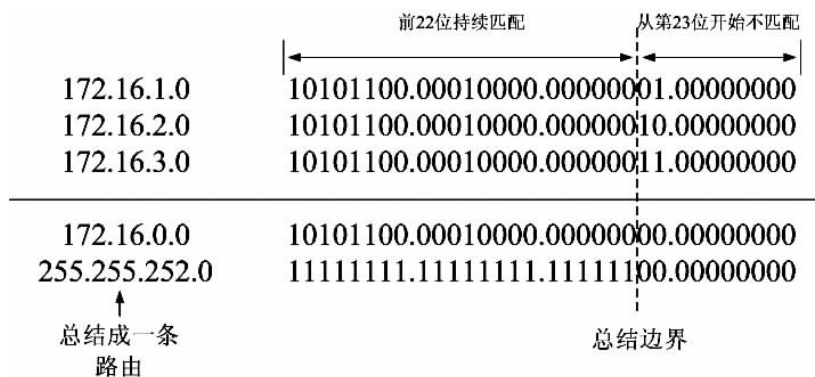 前22位持续匹配 从第23位开始不匹配
172.16.1.0 10101100.00010000.00000001.00000000
172.16.2.0 10101100.00010000.00000010.00000000
172.16.3.0 10101100.00010000.00000011.00000000
172.16.0.0 10101100.00010000.00000000.00000000
255.255.252.0 11111111.11111111.11111100.00000000
总结成一条
路由
总结边界